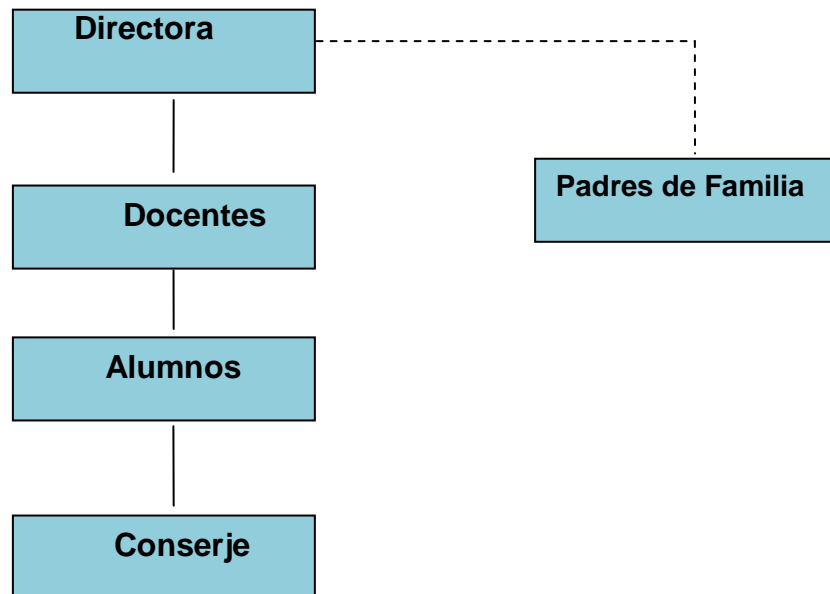 Directora
Padres de Familia
Docentes
Alumnos
Conserje